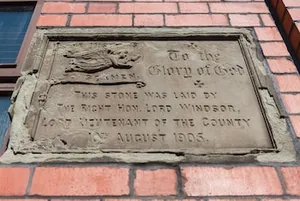 To the
Glory of God
THIS STONE WAS LAID BY
THE RIGHT HON. LORD WINDSOR,
LORD LIEUTENANT OF THE COUNTY
AUGUST 1905.